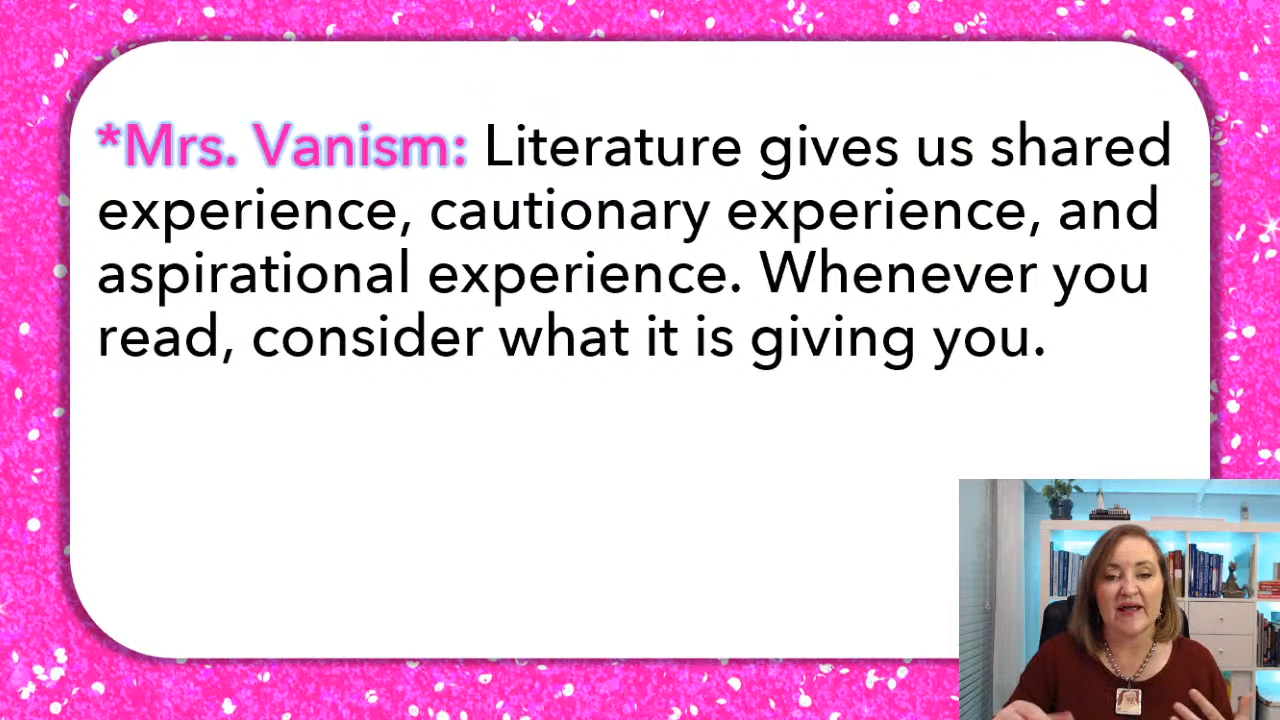 *Mrs. Vanism: Literature gives us shared
experience, cautionary experience, and
aspirational experience. Whenever you
read, consider what it is giving you.